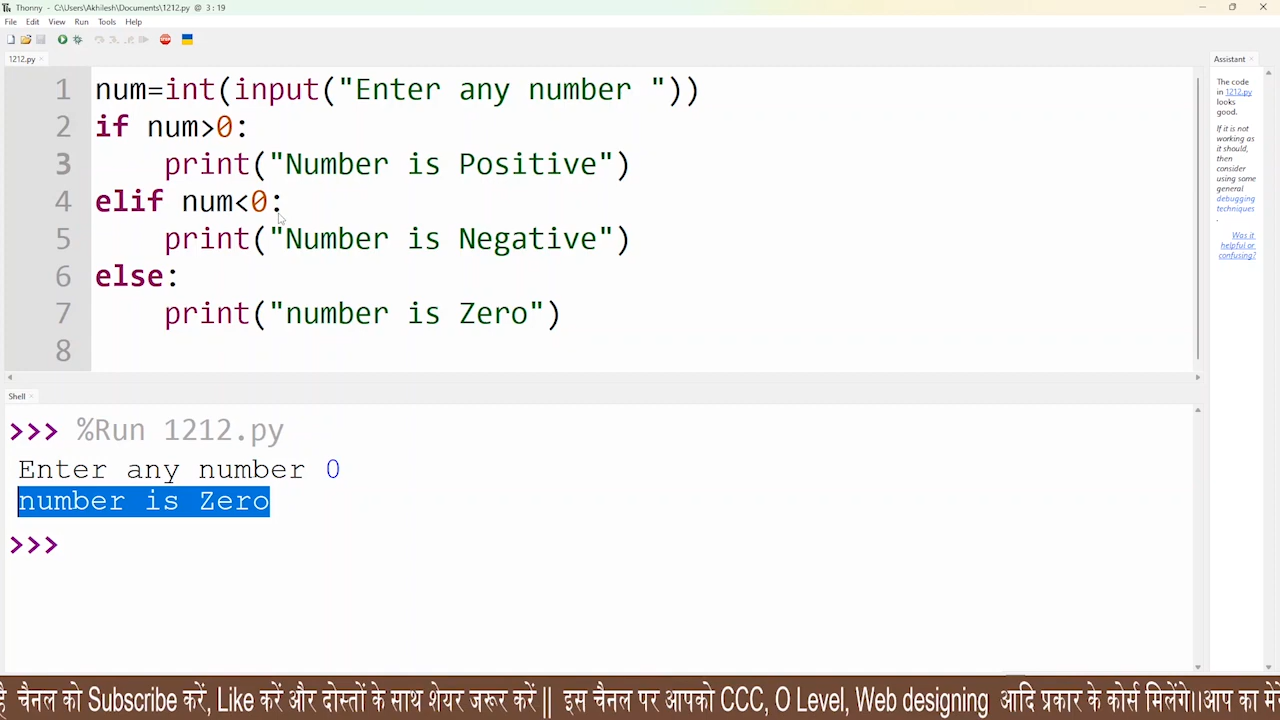 Thonny - C:\Users\Akhilesh\Documents\1212.py @ 3 : 19
File Edit View Run Tools Help
STOP
1212.py ×
1 num=int(input("Enter any number "))
2 if num>0:
3     print("Number is Positive")
4 elif num<0:
5     print("Number is Negative")
6 else:
7     print("number is Zero")
8
Assistant ×
The code
in 1212.py
looks
good.
If it is not
working as
it should,
then
consider
using some
general
debugging
techniques
.
Was it
helpful or
confusing?
Shell ×
>>> %Run 1212.py
Enter any number 0
number is Zero
>>>
है चैनल को Subscribe करें, Like करें और दोस्तों के साथ शेयर जरूर करें || इस चैनल पर आपको CCC, O Level, Web designing आदि प्रकार के कोर्स मिलेंगे।।आप का मेरे